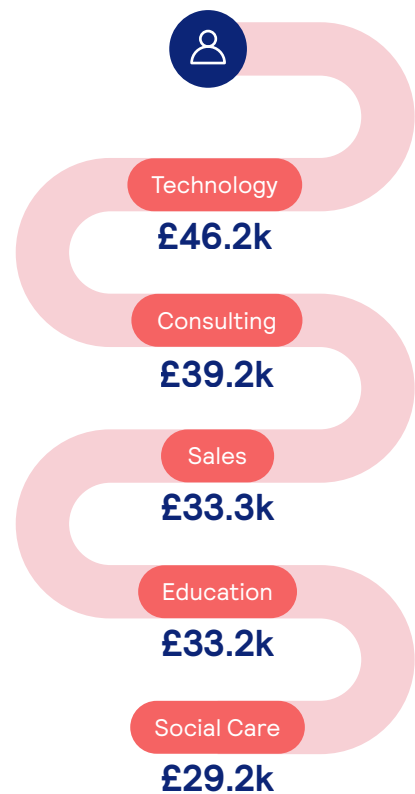 Technology
£46.2k
Consulting
£39.2k
Sales
£33.3k
Education
£33.2k
Social Care
£29.2k